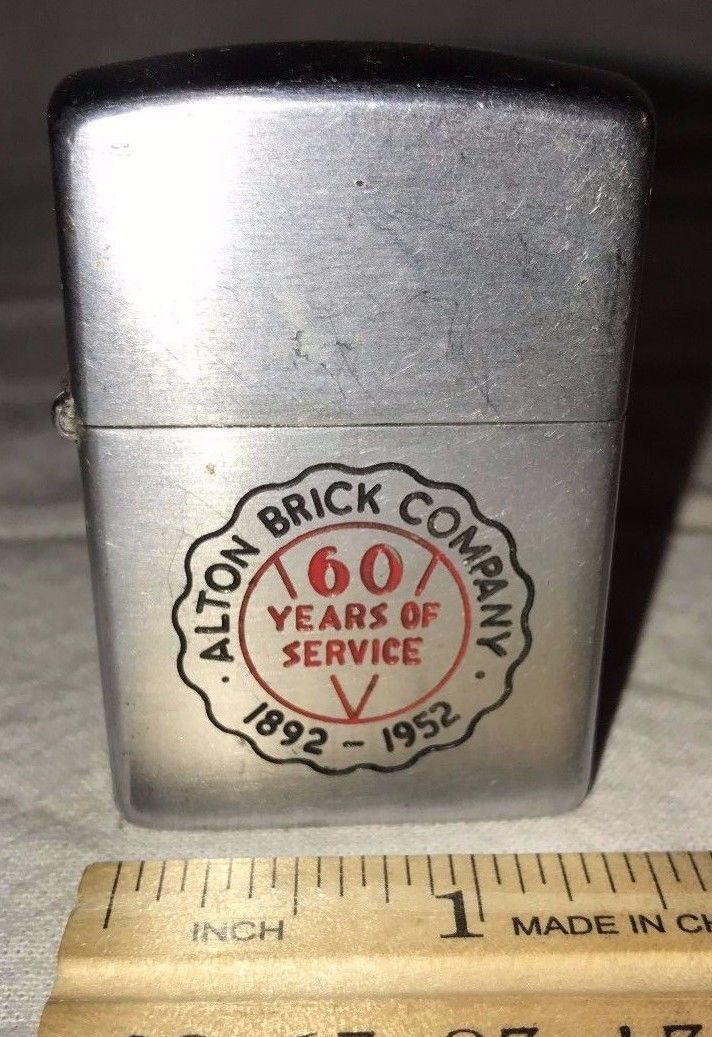 ALTON BRICK COMPANY
60
YEARS OF
SERVICE
1892 - 1952
1
INCH
MADE IN CH